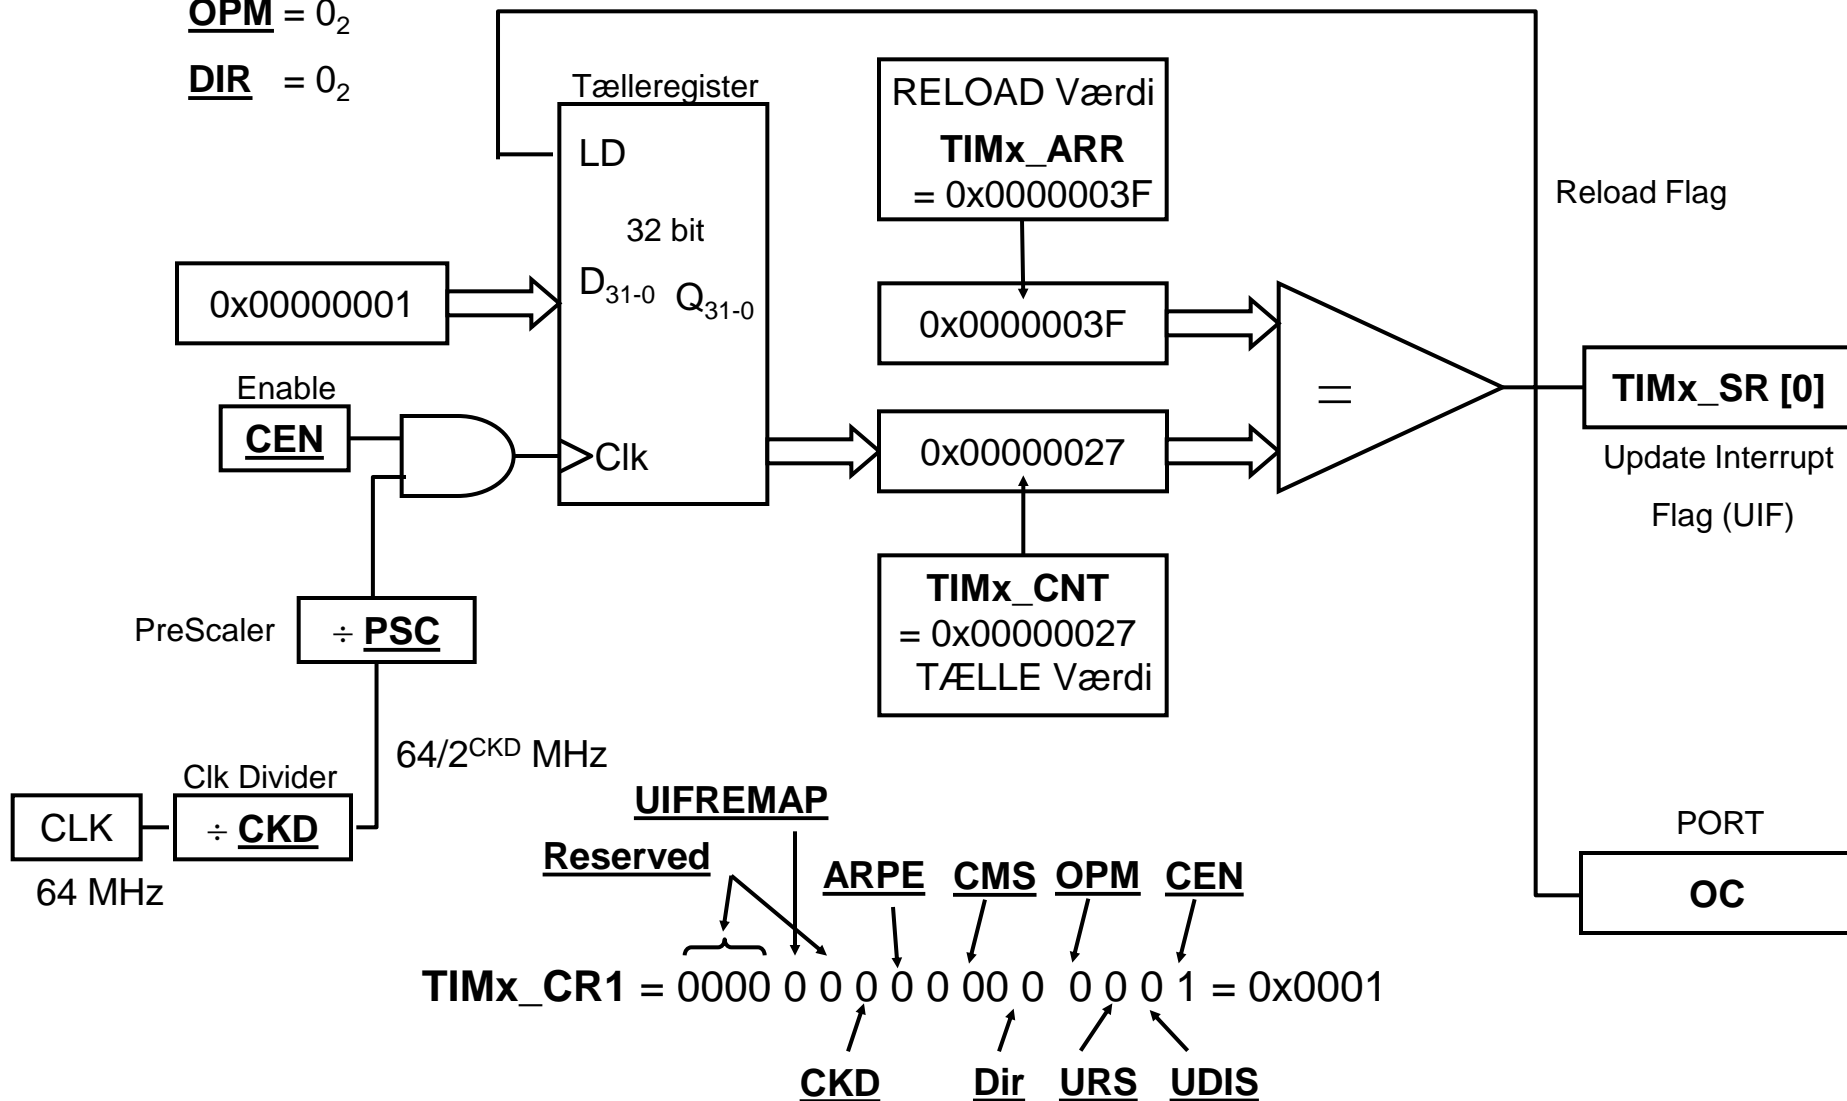 OPM = 0₂
DIR = 0₂
Tælleregister
LD
32 bit
D₃₁₋₀ Q₃₁₋₀
Clk
RELOAD Værdi
TIMx_ARR
= 0x0000003F
Reload Flag
0x00000001
0x0000003F
=
TIMx_SR [0]
Update Interrupt
Flag (UIF)
Enable
CEN
0x00000027
TIMx_CNT
= 0x00000027
TÆLLE Værdi
PreScaler
÷ PSC
64/2^CKD MHz
Clk Divider
CLK
÷ CKD
64 MHz
PORT
OC
UIFREMAP
Reserved
ARPE CMS OPM CEN
TIMx_CR1 = 0000 0 0 0 0 0 00 0 0 0 0 1 = 0x0001
CKD Dir URS UDIS